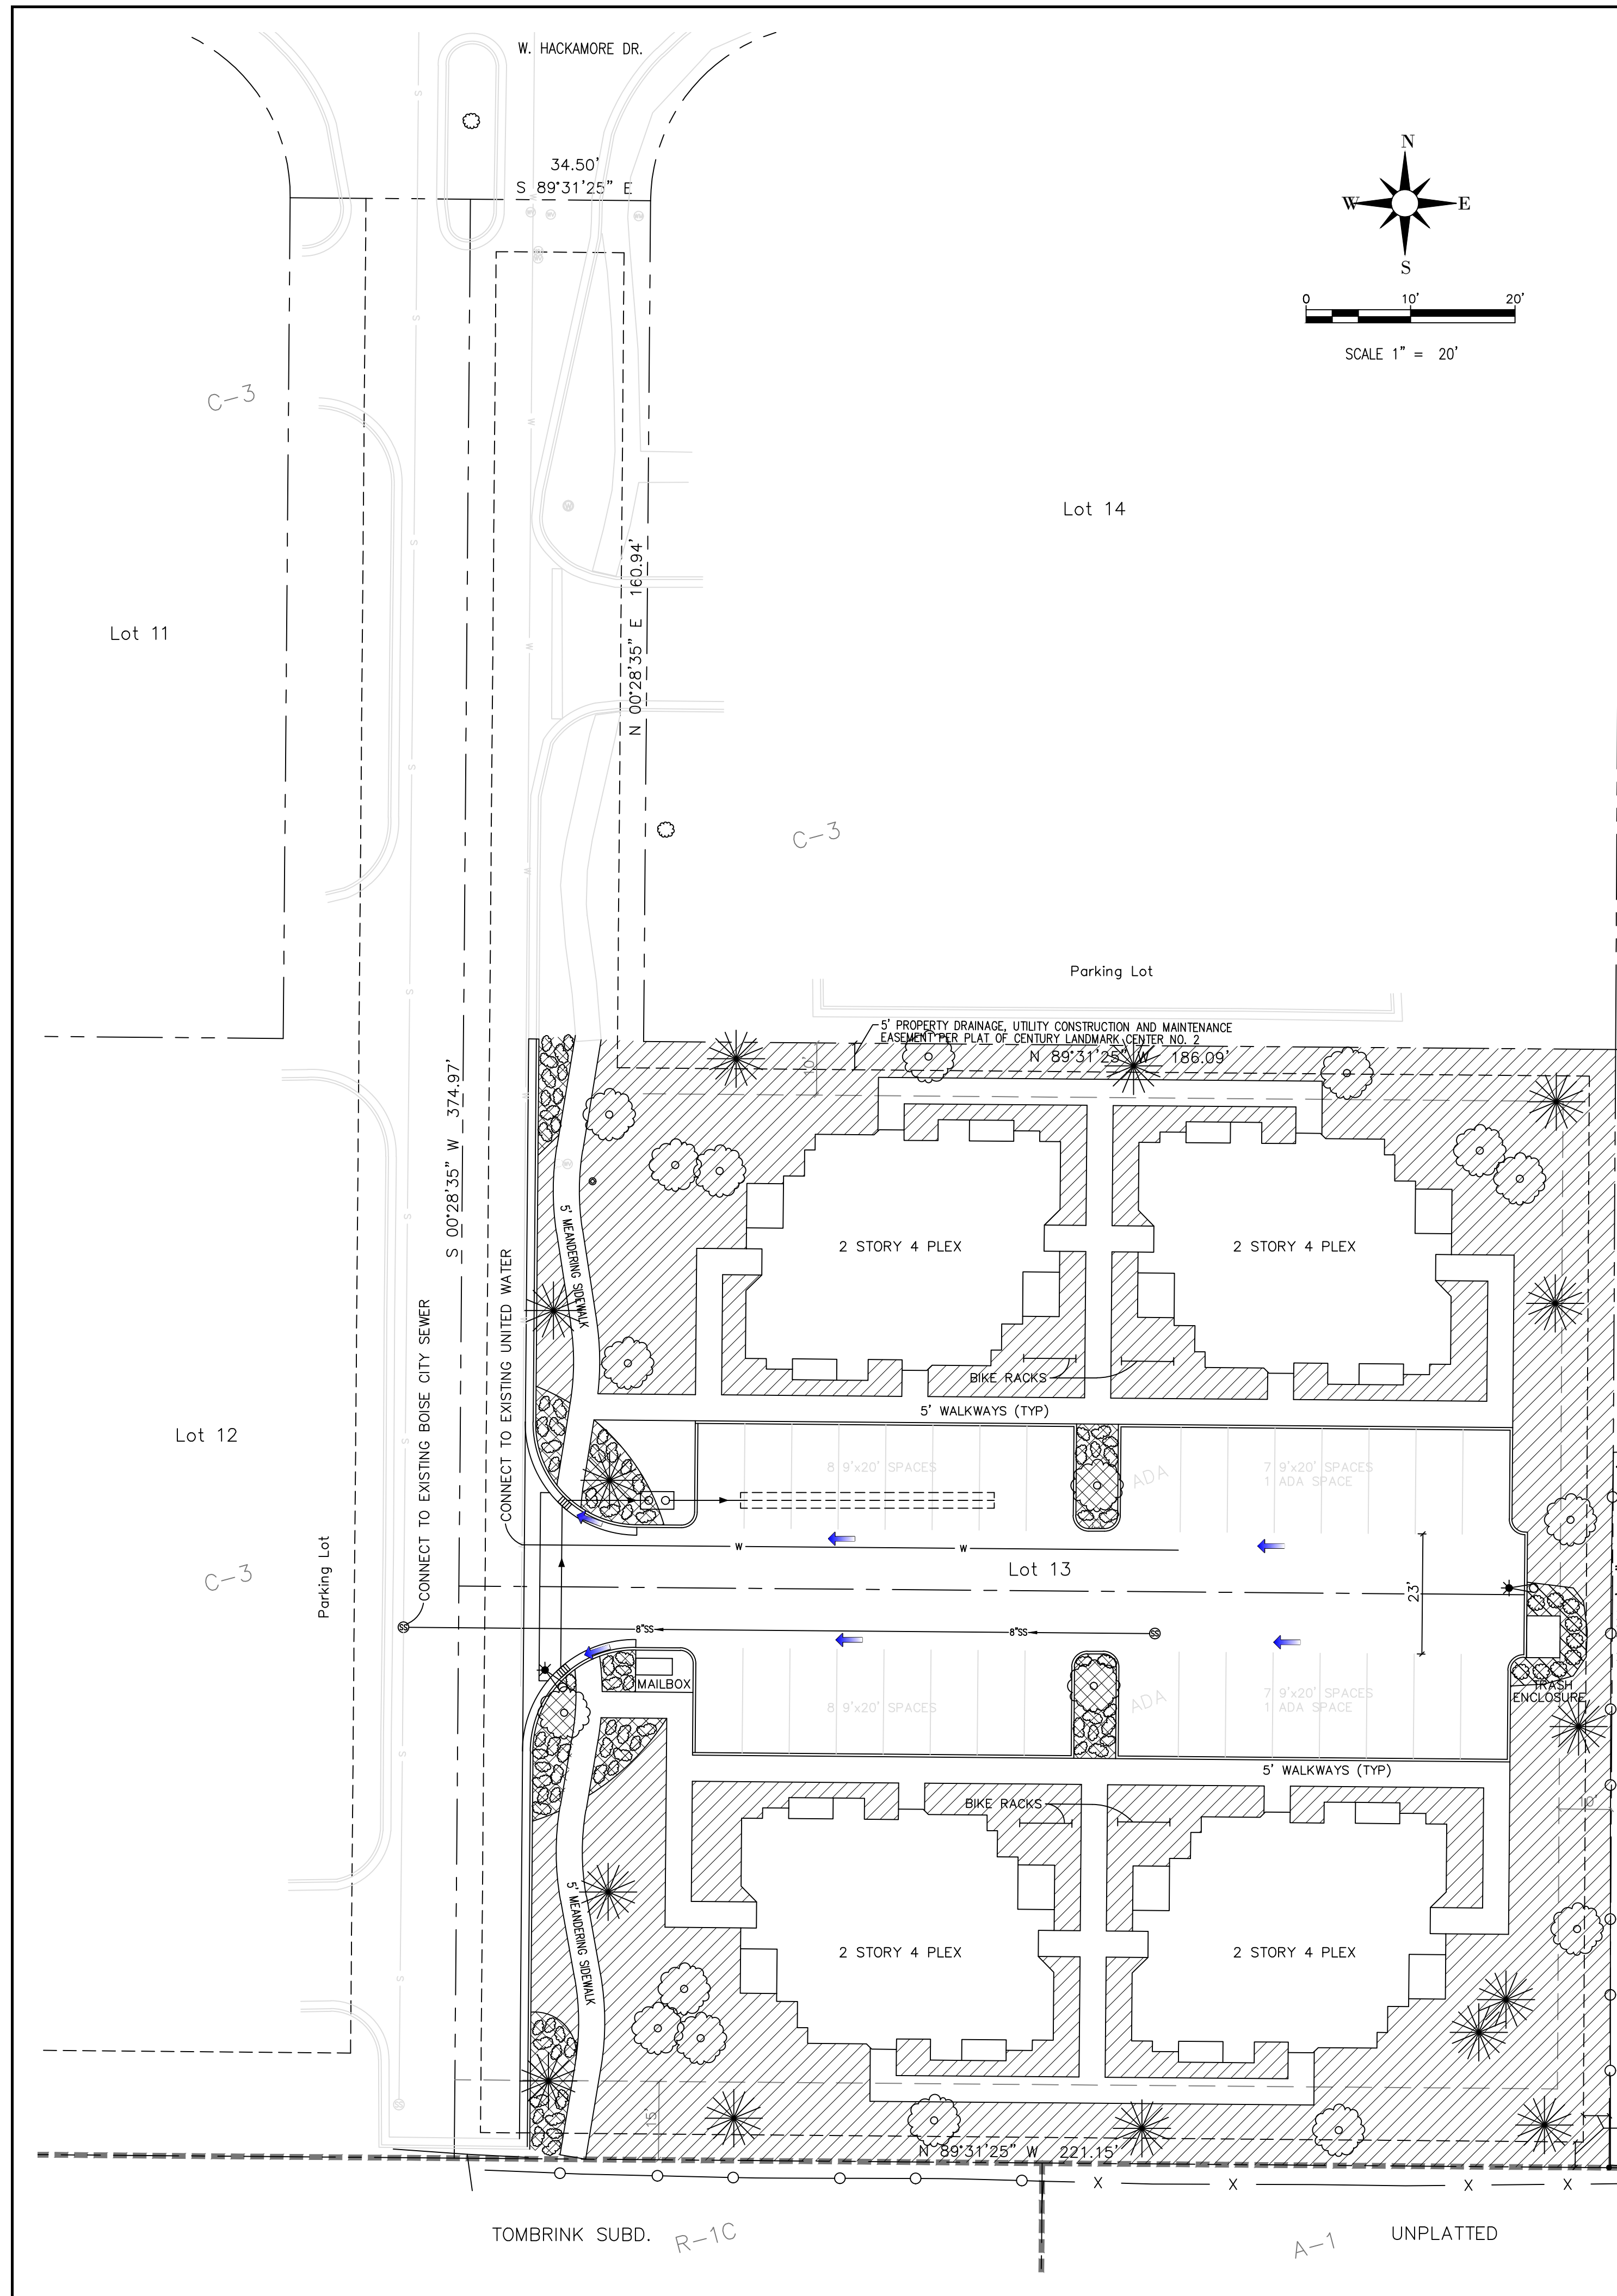 W. HACKAMORE DR.
34.50'
S 89°31'25" E
N
W
E
S
0
10'
20'
SCALE 1" = 20'
C-3
Lot 14
Lot 11
N 00°28'35" E 160.94'
C-3
Parking Lot
5' PROPERTY DRAINAGE, UTILITY CONSTRUCTION AND MAINTENANCE
EASEMENT PER PLAT OF CENTURY LANDMARK CENTER NO. 2
N 89°31'25" W 186.09'
10'
S 00°28'35" W 374.97'
5' MEANDERING SIDEWALK
2 STORY 4 PLEX
2 STORY 4 PLEX
CONNECT TO EXISTING BOISE CITY SEWER
CONNECT TO EXISTING UNITED WATER
BIKE RACKS
5' WALKWAYS (TYP)
Lot 12
8 9'x20' SPACES
ADA
7 9'x20' SPACES
1 ADA SPACE
W
W
Parking Lot
C-3
Lot 13
23'
SS
8"SS
8"SS
SS
MAILBOX
8 9'x20' SPACES
ADA
7 9'x20' SPACES
1 ADA SPACE
TRASH
ENCLOSURE
5' WALKWAYS (TYP)
BIKE RACKS
10'
5' MEANDERING SIDEWALK
2 STORY 4 PLEX
2 STORY 4 PLEX
15'
N 89°31'25" W 221.15'
X
X
X
X
TOMBRINK SUBD.
R-1C
A-1
UNPLATTED